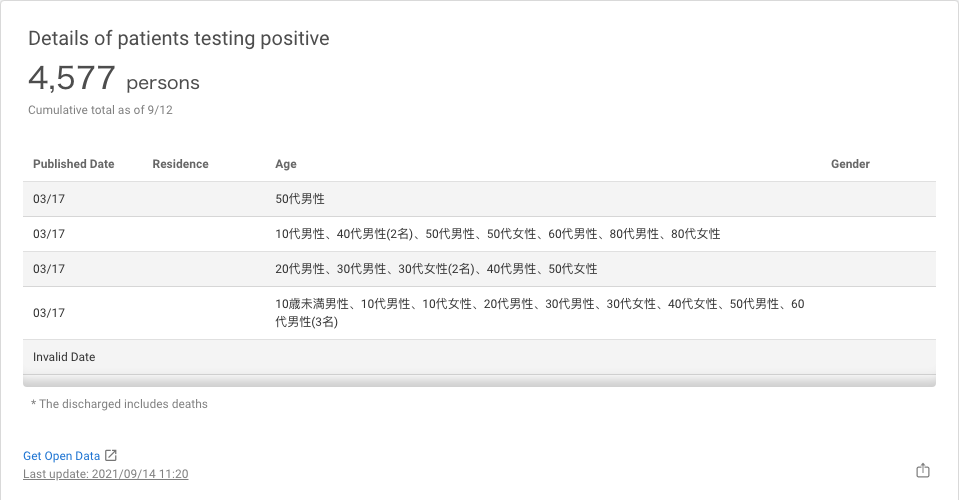 Details of patients testing positive
4,577 persons
Cumulative total as of 9/12
Published Date Residence Age Gender
03/17 50代男性
03/17 10代男性、40代男性(2名)、50代男性、50代女性、60代男性、80代男性、80代女性
03/17 20代男性、30代男性、30代女性(2名)、40代男性、50代女性
03/17 10歳未満男性、10代男性、10代女性、20代男性、30代男性、30代女性、40代女性、50代男性、60
代男性(3名)
Invalid Date
* The discharged includes deaths
Get Open Data
Last update: 2021/09/14 11:20